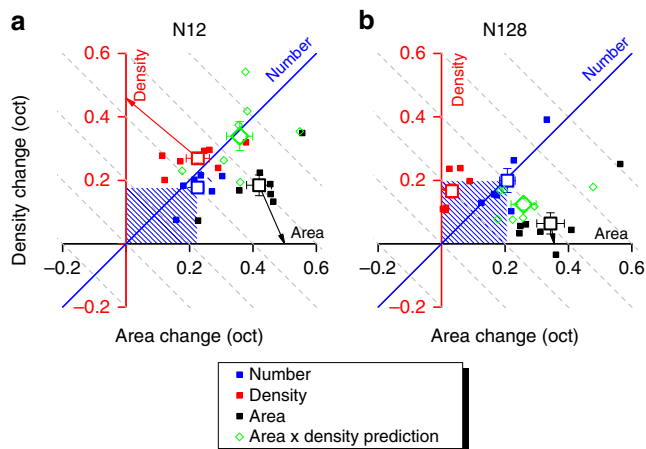 a
N12
b
N128
Density change (oct)
0.6
0.4
0.2
0
−0.2
−0.2
0.2
0.4
0.6
Density
Number
Area
Area change (oct)
0.6
0.4
0.2
0
−0.2
−0.2
0.2
0.4
0.6
Density
Number
Area
Area change (oct)
Number
Density
Area
Area x density prediction